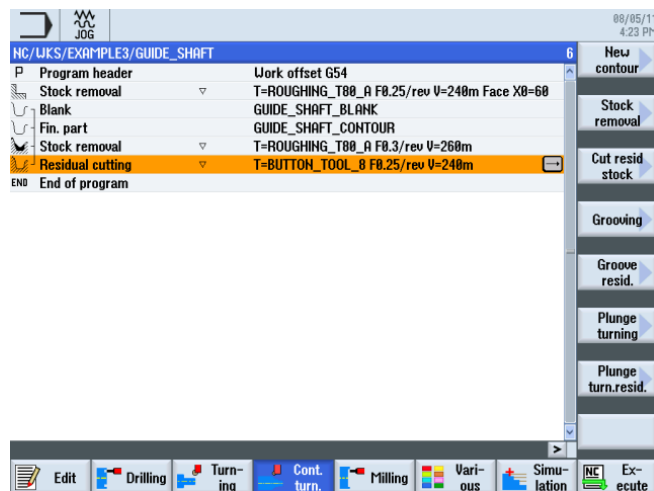 JOG
08/05/1
4:23 PM
NC/WKS/EXAMPLE3/GUIDE_SHAFT 6
P Program header Work offset G54
Stock removal ▽ T=ROUGHING_T80_A F0.25/rev V=240m Face X0=60
Blank GUIDE_SHAFT_BLANK
Fin. part GUIDE_SHAFT_CONTOUR
Stock removal ▽ T=ROUGHING_T80_A F0.3/rev V=260m
Residual cutting ▽ T=BUTTON_TOOL_8 F0.25/rev V=240m
END End of program
New
contour
Stock
removal
Cut resid
stock
Grooving
Groove
resid.
Plunge
turning
Plunge
turn.resid.
>
Edit
Drilling
Turn-
ing
Cont.
turn.
Milling
Vari-
ous
Simu-
lation
NC
Ex-
ecute